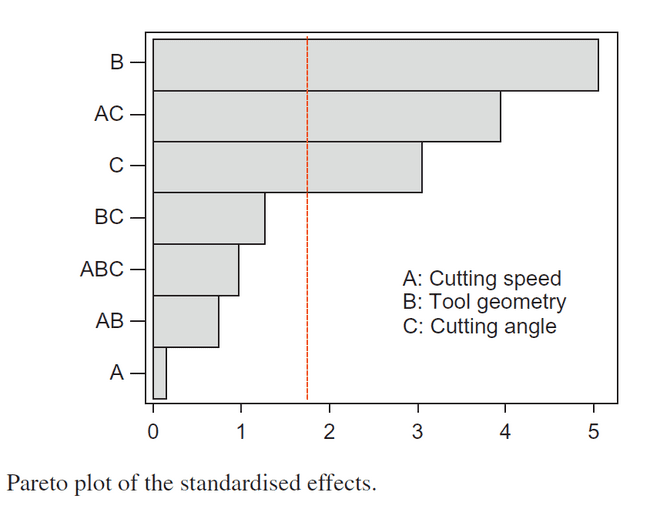 B
AC
C
BC
ABC
AB
A
A: Cutting speed
B: Tool geometry
C: Cutting angle
0 1 2 3 4 5
Pareto plot of the standardised effects.